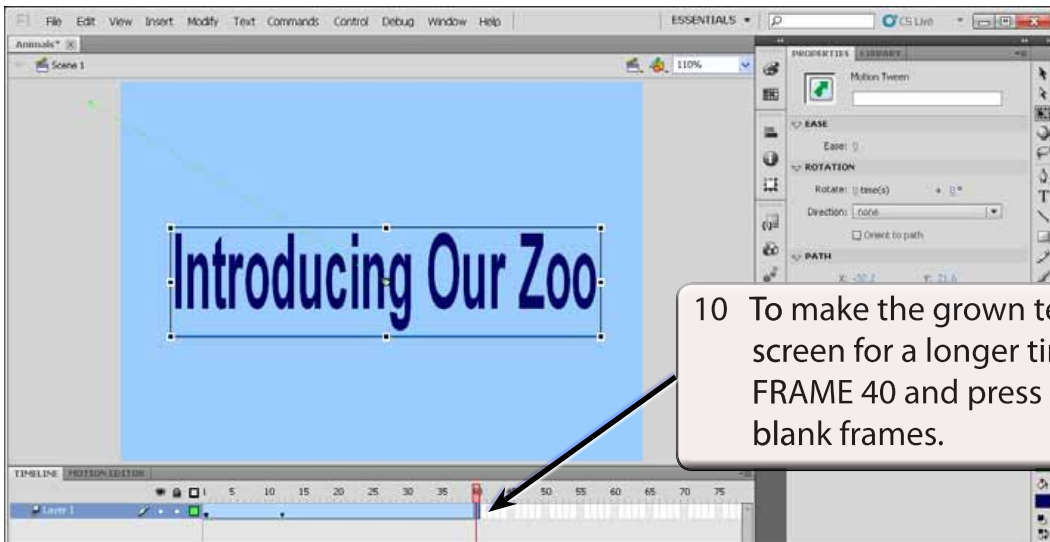 File Edit View Insert Modify Text Commands Control Debug Window Help
ESSENTIALS
CS Live
Animals*
Scene 1
110%
PROPERTIES LIBRARY
Motion Tween
EASE
Ease: 0
ROTATION
Rotate: 0 time(s) + 0°
Direction: none
Orient to path
PATH
Introducing Our Zoo
10 To make the grown te
screen for a longer ti
FRAME 40 and press
blank frames.
TIMELINE MOTION EDITOR
1 5 10 15 20 25 30 35 50 55 60 65 70 75
Layer 1